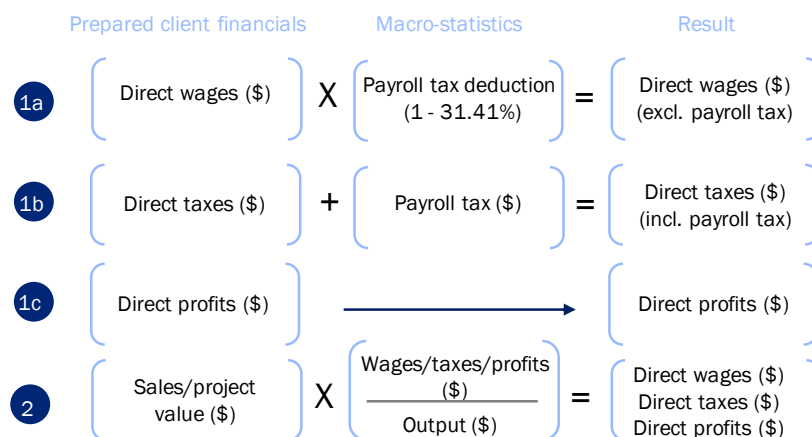 Prepared client financials
Macro-statistics
Result
1a
Direct wages ($)
X
Payroll tax deduction
(1 - 31.41%)
=
Direct wages ($)
(excl. payroll tax)
1b
Direct taxes ($)
+
Payroll tax ($)
=
Direct taxes ($)
(incl. payroll tax)
1c
Direct profits ($)
Direct profits ($)
2
Sales/project
value ($)
X
Wages/taxes/profits
($)
Output ($)
=
Direct wages ($)
Direct taxes ($)
Direct profits ($)